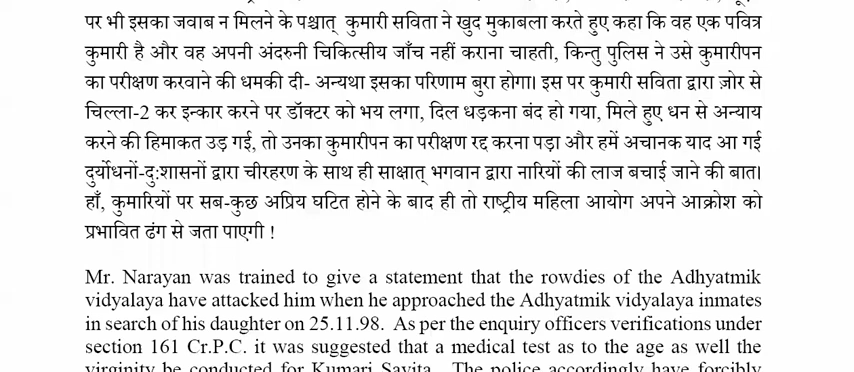 पर भी इसका जवाब न मिलने के पश्चात् कुमारी सविता ने खुद मुकाबला करते हुए कहा कि वह एक पवित्र
कुमारी है और वह अपनी अंदरुनी चिकित्सीय जाँच नहीं कराना चाहती, किन्तु पुलिस ने उसे कुमारीपन
का परीक्षण करवाने की धमकी दी- अन्यथा इसका परिणाम बुरा होगा। इस पर कुमारी सविता द्वारा ज़ोर से
चिल्ला-2 कर इन्कार करने पर डॉक्टर को भय लगा, दिल धड़कना बंद हो गया, मिले हुए धन से अन्याय
करने की हिमाकत उड़ गई, तो उनका कुमारीपन का परीक्षण रद्द करना पड़ा और हमें अचानक याद आ गई
दुर्योधनों-दु:शासनों द्वारा चीरहरण के साथ ही साक्षात् भगवान द्वारा नारियों की लाज बचाई जाने की बात।
हाँ, कुमारियों पर सब-कुछ अप्रिय घटित होने के बाद ही तो राष्ट्रीय महिला आयोग अपने आक्रोश को
प्रभावित ढंग से जता पाएगी !
Mr. Narayan was trained to give a statement that the rowdies of the Adhyatmik
vidyalaya have attacked him when he approached the Adhyatmik vidyalaya inmates
in search of his daughter on 25.11.98. As per the enquiry officers verifications under
section 161 Cr.P.C. it was suggested that a medical test as to the age as well the
virginity be conducted for Kumari Savita. The police accordingly have forcibly